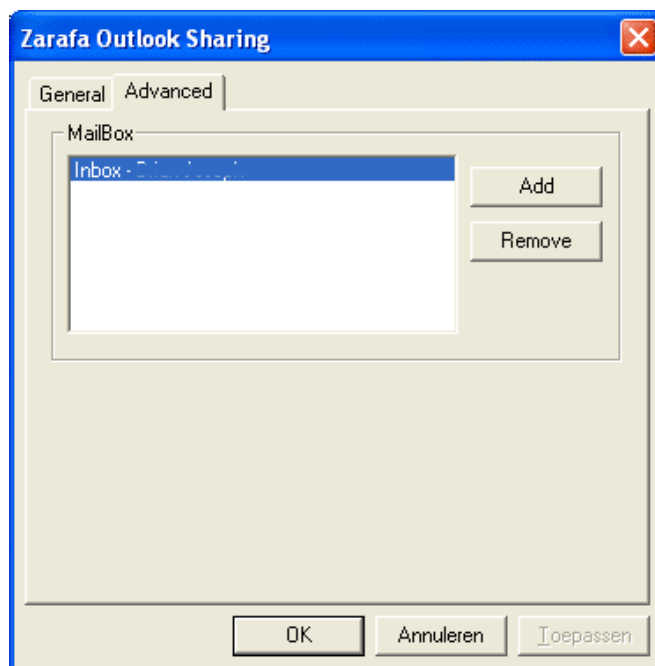 Zarafa Outlook Sharing
General Advanced
MailBox
Inbox -
Add
Remove
OK Annuleren Toepassen